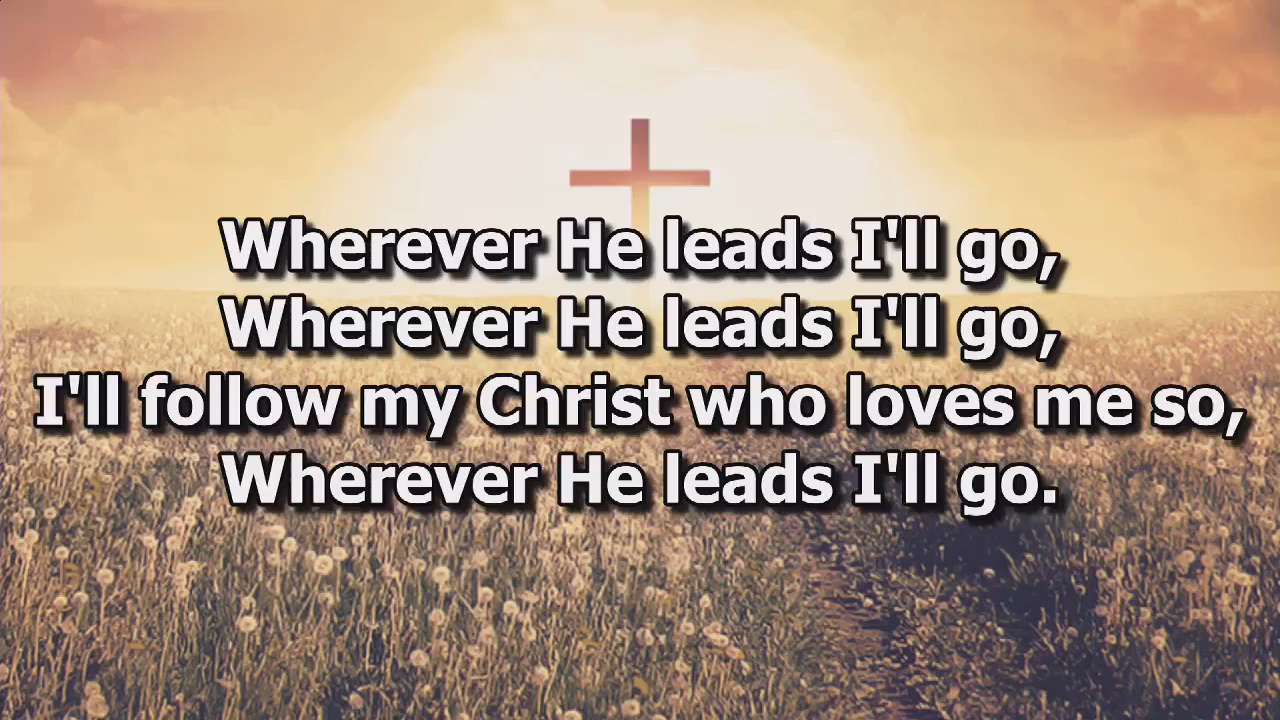 Wherever He leads I'll go,
Wherever He leads I'll go,
I'll follow my Christ who loves me so,
Wherever He leads I'll go.